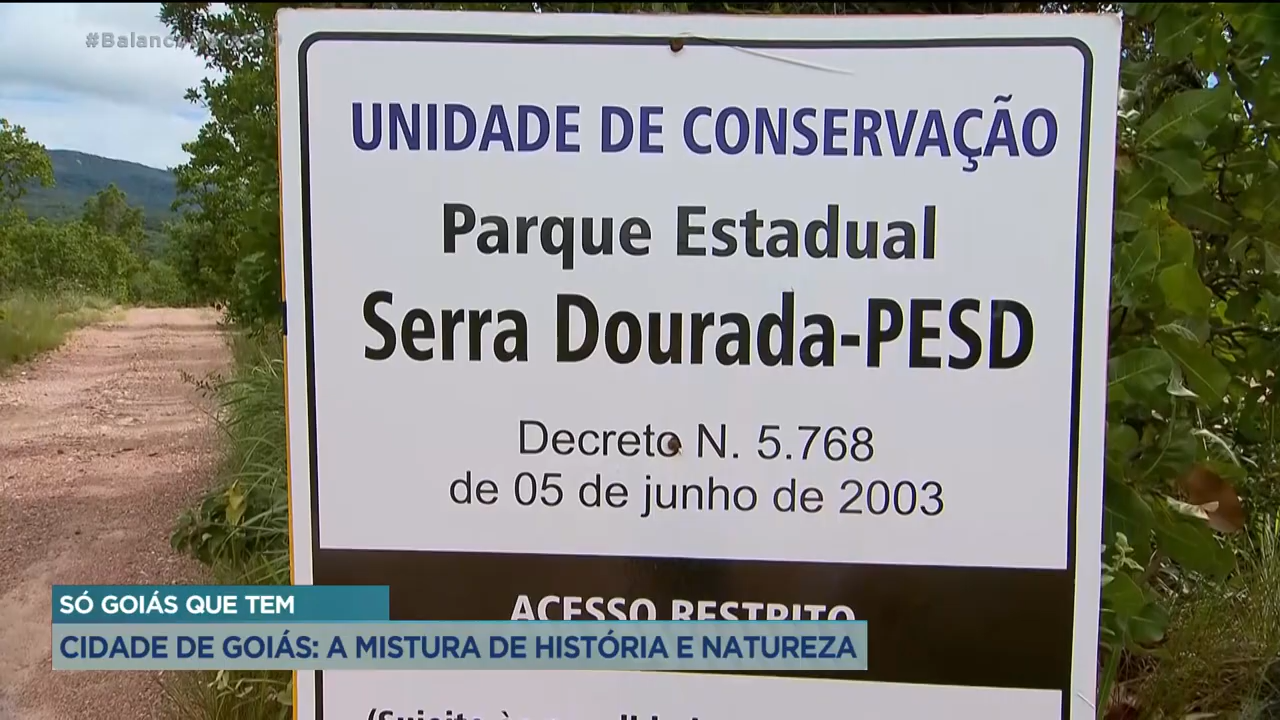 UNIDADE DE CONSERVAÇÃO
Parque Estadual
Serra Dourada-PESD
Decreto N. 5.768
de 05 de junho de 2003
ACESSO RESTRITO
SÓ GOIÁS QUE TEM
CIDADE DE GOIÁS: A MISTURA DE HISTÓRIA E NATUREZA